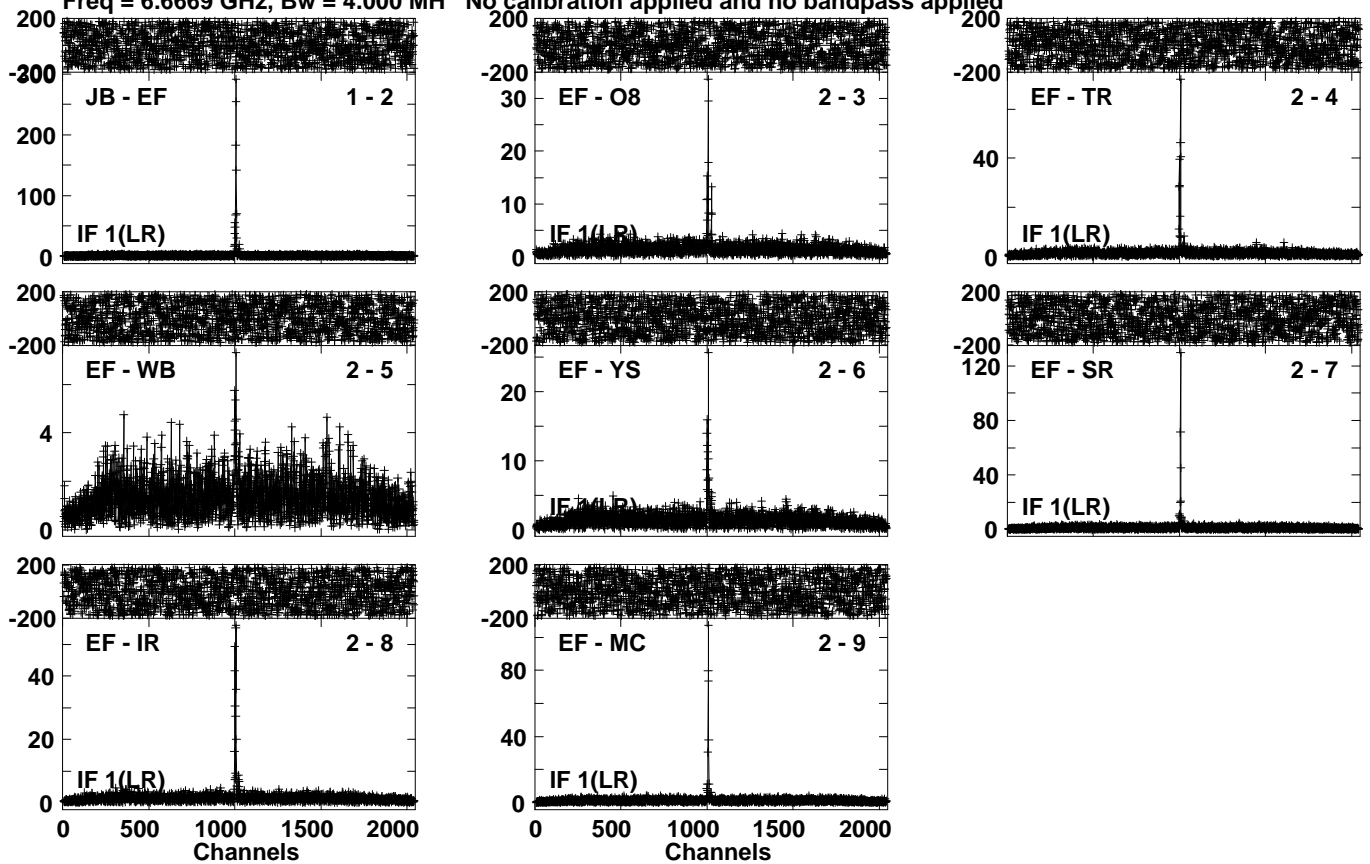 Freq = 6.6669 GHz, Bw = 4.000 MH No calibration applied and no bandpass applied
200
-200
300
200
100
0
JB - EF 1 - 2
IF 1(LR)
200
-200
30
20
10
0
EF - O8 2 - 3
IF 1(LR)
200
-200
40
0
EF - TR 2 - 4
IF 1(LR)
200
-200
4
0
EF - WB 2 - 5
200
-200
20
10
0
EF - YS 2 - 6
IF 1(LR)
200
-200
120
80
40
0
EF - SR 2 - 7
IF 1(LR)
200
-200
40
20
0
EF - IR 2 - 8
IF 1(LR)
0 500 1000 1500 2000
Channels
200
-200
80
40
0
EF - MC 2 - 9
IF 1(LR)
0 500 1000 1500 2000
Channels